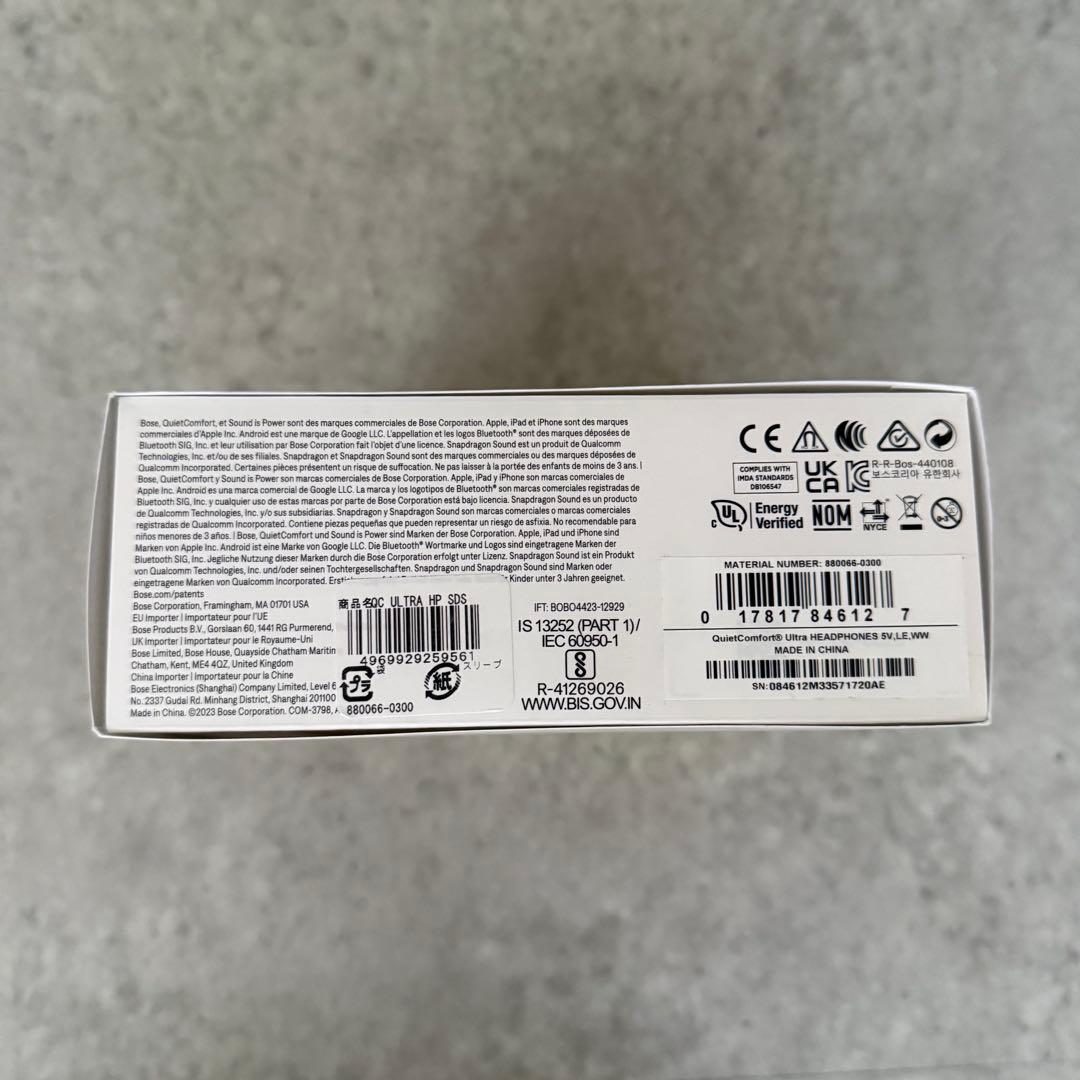 Bose, QuietComfort, et Sound is Power sont des marques commerciales de Bose Corporation. Apple, iPad et iPhone sont des marques
commerciales d'Apple Inc. Android est une marque de Google LLC. L'appellation et les logos Bluetooth® sont des marques déposées de
Bluetooth SIG, Inc. et leur utilisation par Bose Corporation fait l'objet d'une licence. Snapdragon Sound est un produit de Qualcomm
Technologies, Inc. et/ou de ses filiales. Snapdragon et Snapdragon Sound sont des marques commerciales ou des marques déposées de
Qualcomm Incorporated. Certaines pièces présentent un risque de suffocation. Ne pas laisser à la portée des enfants de moins de 3 ans. |
Bose, QuietComfort y Sound is Power son marcas comerciales de Bose Corporation. Apple, iPad y iPhone son marcas comerciales de
Apple Inc. Android es una marca comercial de Google LLC. La marca y los logotipos de Bluetooth® son marcas comerciales registradas de
Bluetooth SIG, Inc. y cualquier uso de estas marcas por parte de Bose Corporation está bajo licencia. Snapdragon Sound es un producto
de Qualcomm Technologies, Inc. y/o sus subsidiarias. Snapdragon y Snapdragon Sound son marcas comerciales o marcas comerciales
registradas de Qualcomm Incorporated. Contiene piezas pequeñas que pueden representar un riesgo de asfixia. No recomendable para
niños menores de 3 años. | Bose, QuietComfort und Sound is Power sind Marken der Bose Corporation. Apple, iPad und iPhone sind
Marken von Apple Inc. Android ist eine Marke von Google LLC. Die Bluetooth® Wortmarke und Logos sind eingetragene Marken der
Bluetooth SIG, Inc. Jegliche Nutzung dieser Marken durch die Bose Corporation erfolgt unter Lizenz. Snapdragon Sound ist ein Produkt
von Qualcomm Technologies, Inc. und/oder seinen Tochtergesellschaften. Snapdragon und Snapdragon Sound sind Marken oder
eingetragene Marken von Qualcomm Incorporated. Kinder unter 3 Jahren geeignet.
Bose.com/patents
Bose Corporation, Framingham, MA 01701 USA
EU Importer | Importateur pour l'UE
Bose Products B.V., Gorslaan 60, 1441 RG Purmerend,
UK Importer | Importateur pour le Royaume-Uni
Bose Limited, Bose House, Quayside Chatham
Chatham, Kent, ME4 4QZ, United Kingdom
China Importer | Importateur pour la Chine
Bose Electronics (Shanghai) Company Limited, Level 6
No. 2337 Gudai Rd. Minhang District, Shanghai 201100
Made in China. ©2023 Bose Corporation. COM-3798,
商品名QC ULTRA HP SDS
4969929259561
袋 スリーブ
プラ 紙
880066-0300
IFT: BOBO4423-12929
IS 13252 (PART 1)/
IEC 60950-1
R-41269026
WWW.BIS.GOV.IN
CE
COMPLIES WITH
IMDA STANDARDS
DB106547
UK
CA
R-R-Bos-440108
보스코리아 유한회사
c UL Energy
Verified
NOM
NYCE
MATERIAL NUMBER: 880066-0300
0 17817 84612 7
QuietComfort® Ultra HEADPHONES 5V,LE,WW
MADE IN CHINA
SN:084612M33571720AE